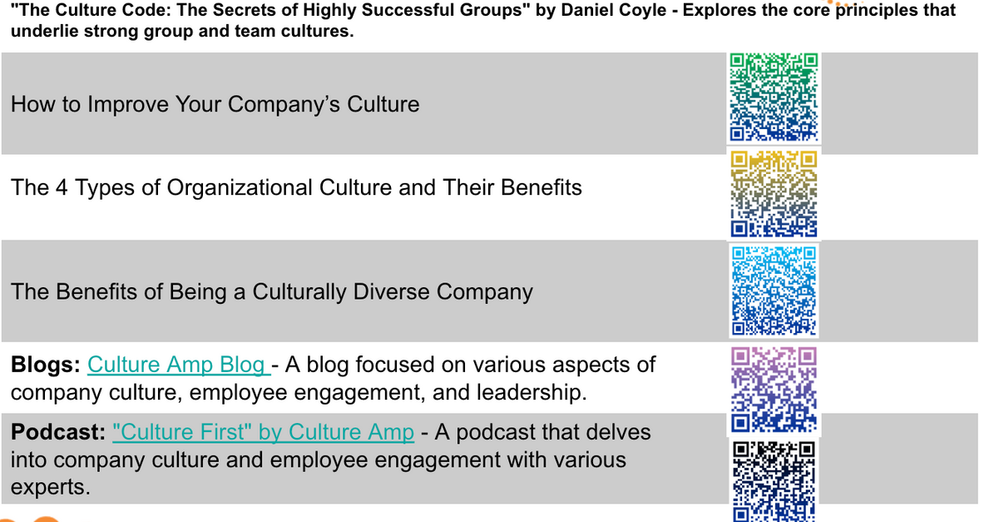 "The Culture Code: The Secrets of Highly Successful Groups" by Daniel Coyle - Explores the core principles that
underlie strong group and team cultures.
How to Improve Your Company’s Culture
The 4 Types of Organizational Culture and Their Benefits
The Benefits of Being a Culturally Diverse Company
Blogs: Culture Amp Blog - A blog focused on various aspects of
company culture, employee engagement, and leadership.
Podcast: "Culture First" by Culture Amp - A podcast that delves
into company culture and employee engagement with various
experts.